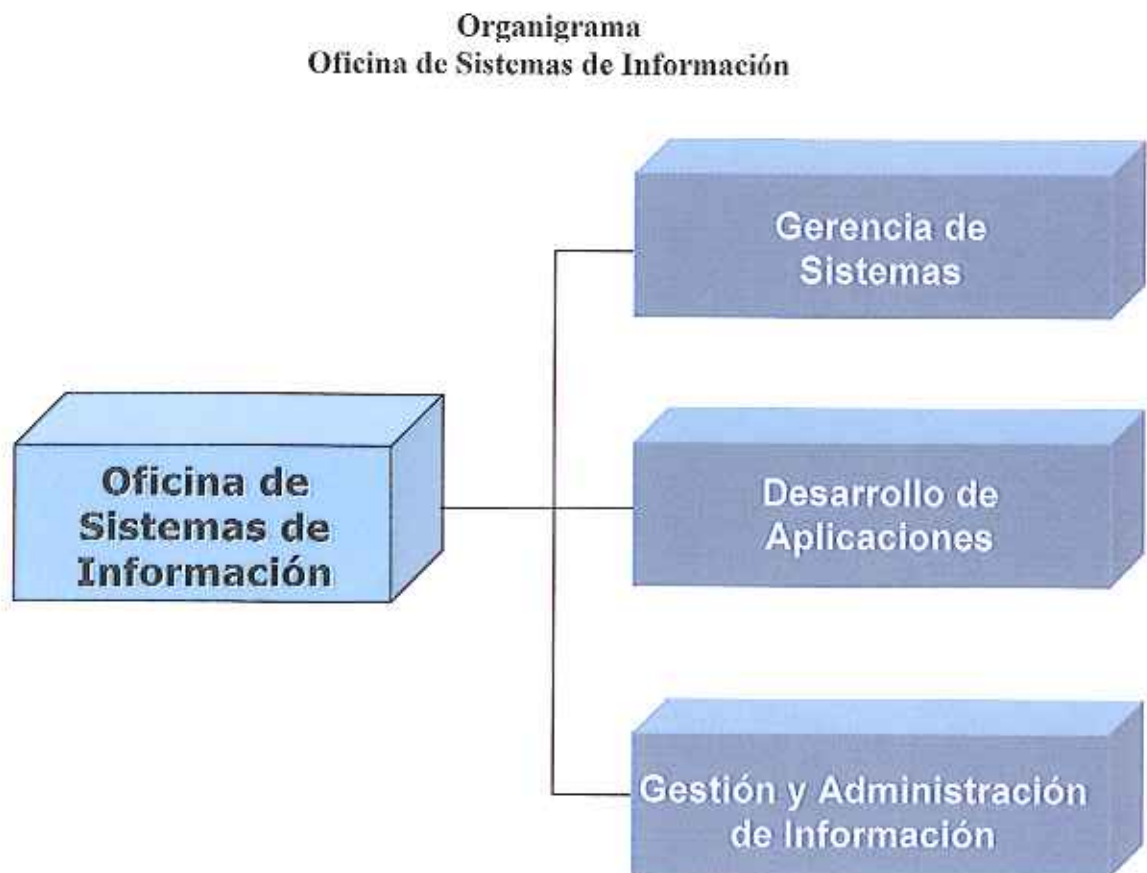 Organigrama
Oficina de Sistemas de Información
Gerencia de
Sistemas
Oficina de
Sistemas de
Información
Desarrollo de
Aplicaciones
Gestión y Administración
de Información